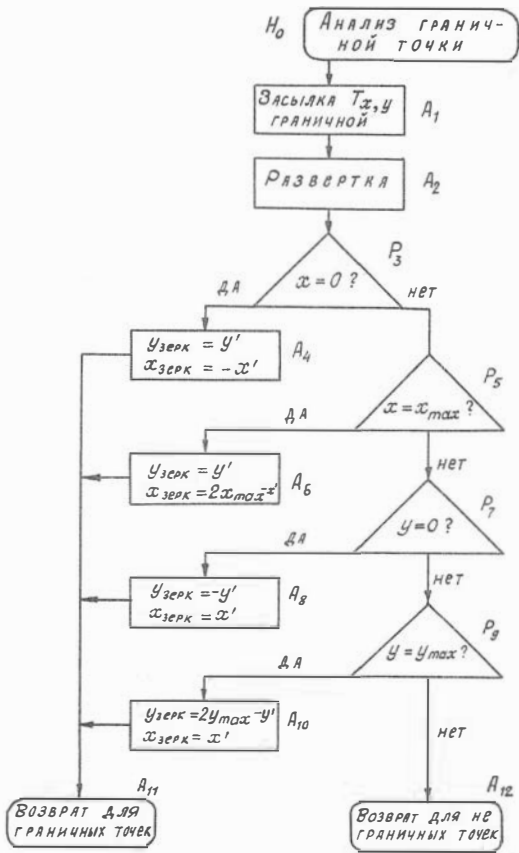 H₀
Анализ гранич-
ной точки
Засылка Tx,y
граничной
A₁
Развертка
A₂
P₃
x = 0 ?
да
нет
yзерк = y'
xзерк = - x'
A₄
P₅
x = xmax ?
да
нет
yзерк = y'
xзерк = 2xmax-x'
A₆
P₇
y = 0 ?
да
нет
yзерк = -y'
xзерк = x'
A₈
P₉
y = ymax ?
да
нет
yзерк = 2ymax -y'
xзерк = x'
A₁₀
A₁₁
Возврат для
граничных точек
A₁₂
Возврат для не
граничных точек